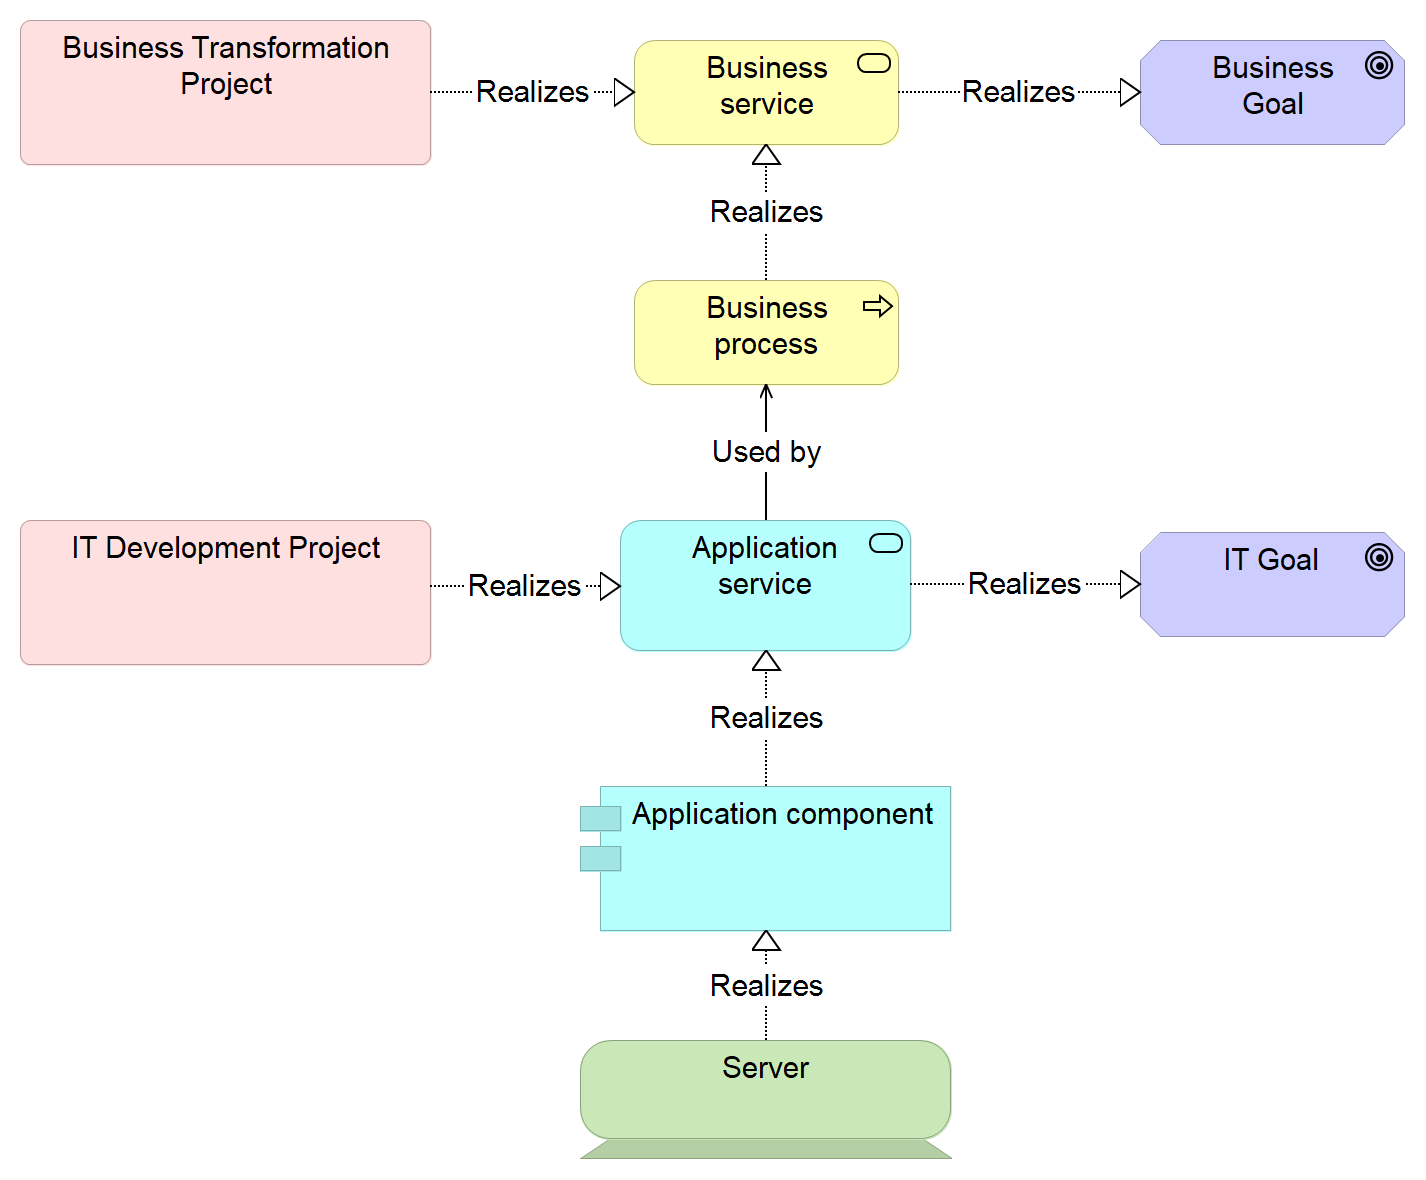 Business Transformation
Project
Realizes
Business
service
Realizes
Business
Goal
Realizes
Business
process
Used by
IT Development Project
Realizes
Application
service
Realizes
IT Goal
Realizes
Application component
Realizes
Server